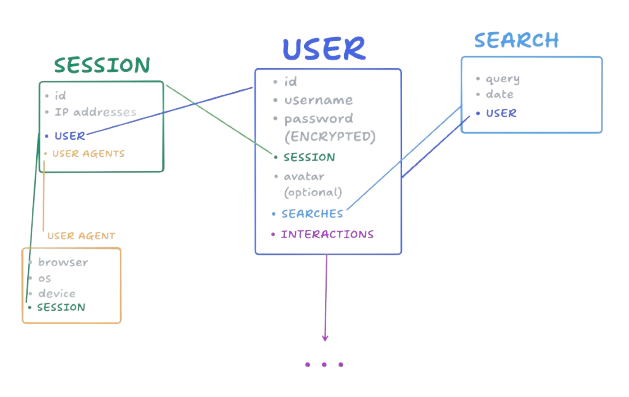 SESSION
• id
• IP addresses
• USER
• USER AGENTS
USER AGENT
• browser
• os
• device
• SESSION
USER
• id
• username
• password
(ENCRYPTED)
• SESSION
• avatar
(optional)
• SEARCHES
• INTERACTIONS
• • •
SEARCH
• query
• date
• USER